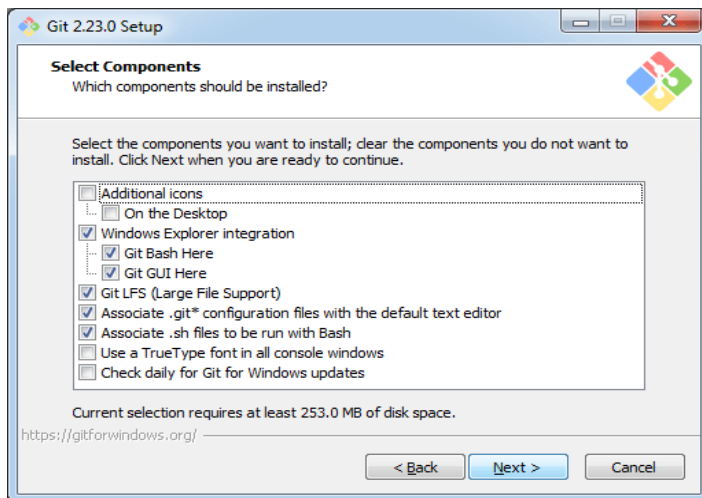 Git 2.23.0 Setup
Select Components
Which components should be installed?
Select the components you want to install; clear the components you do not want to
install. Click Next when you are ready to continue.
Additional icons
On the Desktop
Windows Explorer integration
Git Bash Here
Git GUI Here
Git LFS (Large File Support)
Associate .git* configuration files with the default text editor
Associate .sh files to be run with Bash
Use a TrueType font in all console windows
Check daily for Git for Windows updates
Current selection requires at least 253.0 MB of disk space.
https://gitforwindows.org/
< Back Next > Cancel